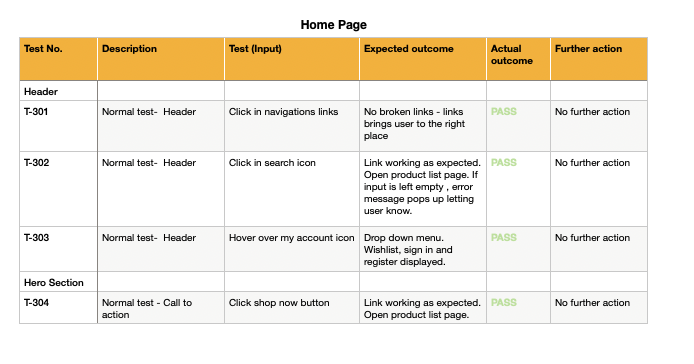 Home Page
Test No. Description Test (Input) Expected outcome Actual outcome Further action
Header
T-301 Normal test-  Header Click in navigations links No broken links - links brings user to the right place PASS No further action
T-302 Normal test-  Header Click in search icon Link working as expected. Open product list page. If input is left empty , error message pops up letting user know. PASS No further action
T-303 Normal test-  Header Hover over my account icon Drop down menu. Wishlist, sign in and register displayed. PASS No further action
Hero Section
T-304 Normal test - Call to action Click shop now button Link working as expected. Open product list page. PASS No further action